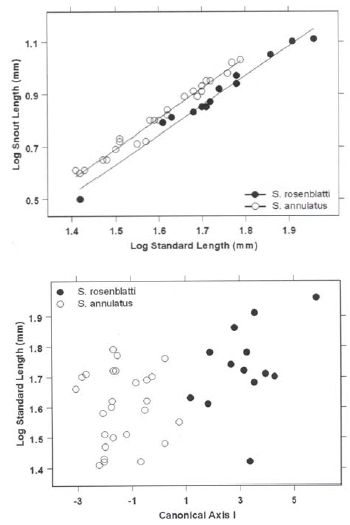 Log Snout Length (mm)
1.1
0.9
0.7
0.5
S. rosenblatti
S. annulatus
1.4 1.5 1.6 1.7 1.8 1.9
Log Standard Length (mm)
S. rosenblatti
S. annulatus
Log Standard Length (mm)
1.9
1.8
1.7
1.6
1.5
1.4
-3 -1 1 3 5
Canonical Axis I